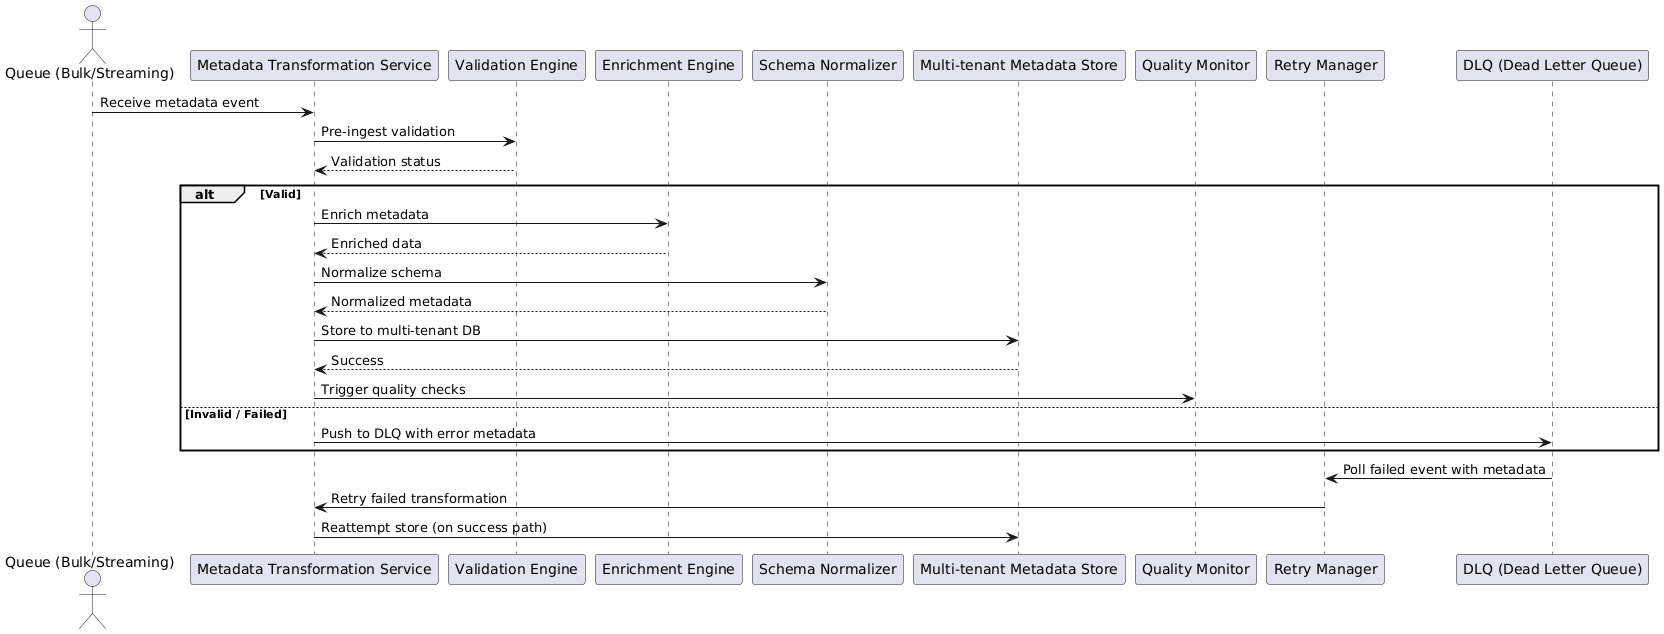 Queue (Bulk/Streaming)
Metadata Transformation Service
Validation Engine
Enrichment Engine
Schema Normalizer
Multi-tenant Metadata Store
Quality Monitor
Retry Manager
DLQ (Dead Letter Queue)
Receive metadata event
Pre-ingest validation
Validation status
alt
[Valid]
Enrich metadata
Enriched data
Normalize schema
Normalized metadata
Store to multi-tenant DB
Success
Trigger quality checks
[Invalid / Failed]
Push to DLQ with error metadata
Poll failed event with metadata
Retry failed transformation
Reattempt store (on success path)
Queue (Bulk/Streaming)
Metadata Transformation Service
Validation Engine
Enrichment Engine
Schema Normalizer
Multi-tenant Metadata Store
Quality Monitor
Retry Manager
DLQ (Dead Letter Queue)